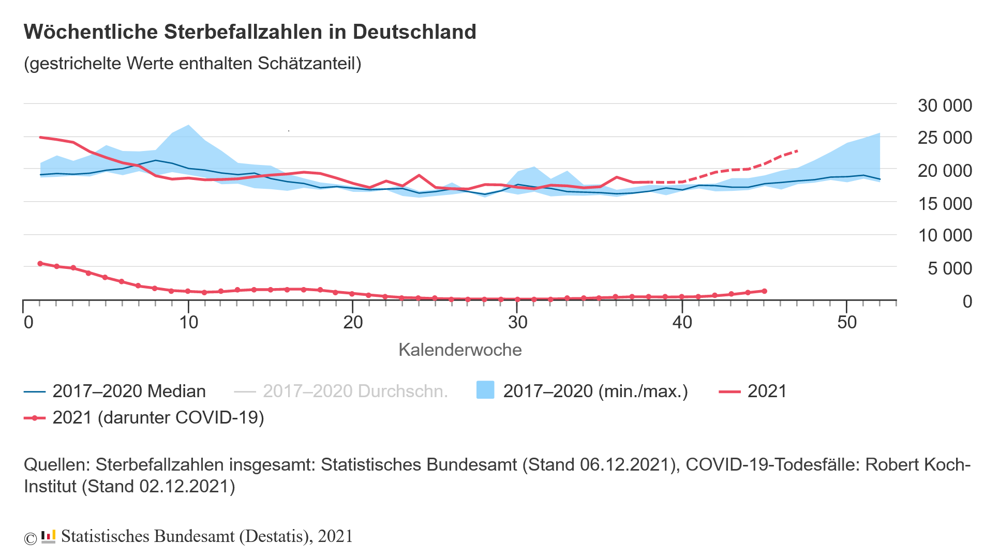 Wöchentliche Sterbefallzahlen in Deutschland
(gestrichelte Werte enthalten Schätzanteil)
30 000
25 000
20 000
15 000
10 000
5 000
0
0 10 20 30 40 50
Kalenderwoche
2017–2020 Median 2017–2020 Durchschn. 2017–2020 (min./max.) 2021
2021 (darunter COVID-19)
Quellen: Sterbefallzahlen insgesamt: Statistisches Bundesamt (Stand 06.12.2021), COVID-19-Todesfälle: Robert Koch-
Institut (Stand 02.12.2021)
© Statistisches Bundesamt (Destatis), 2021